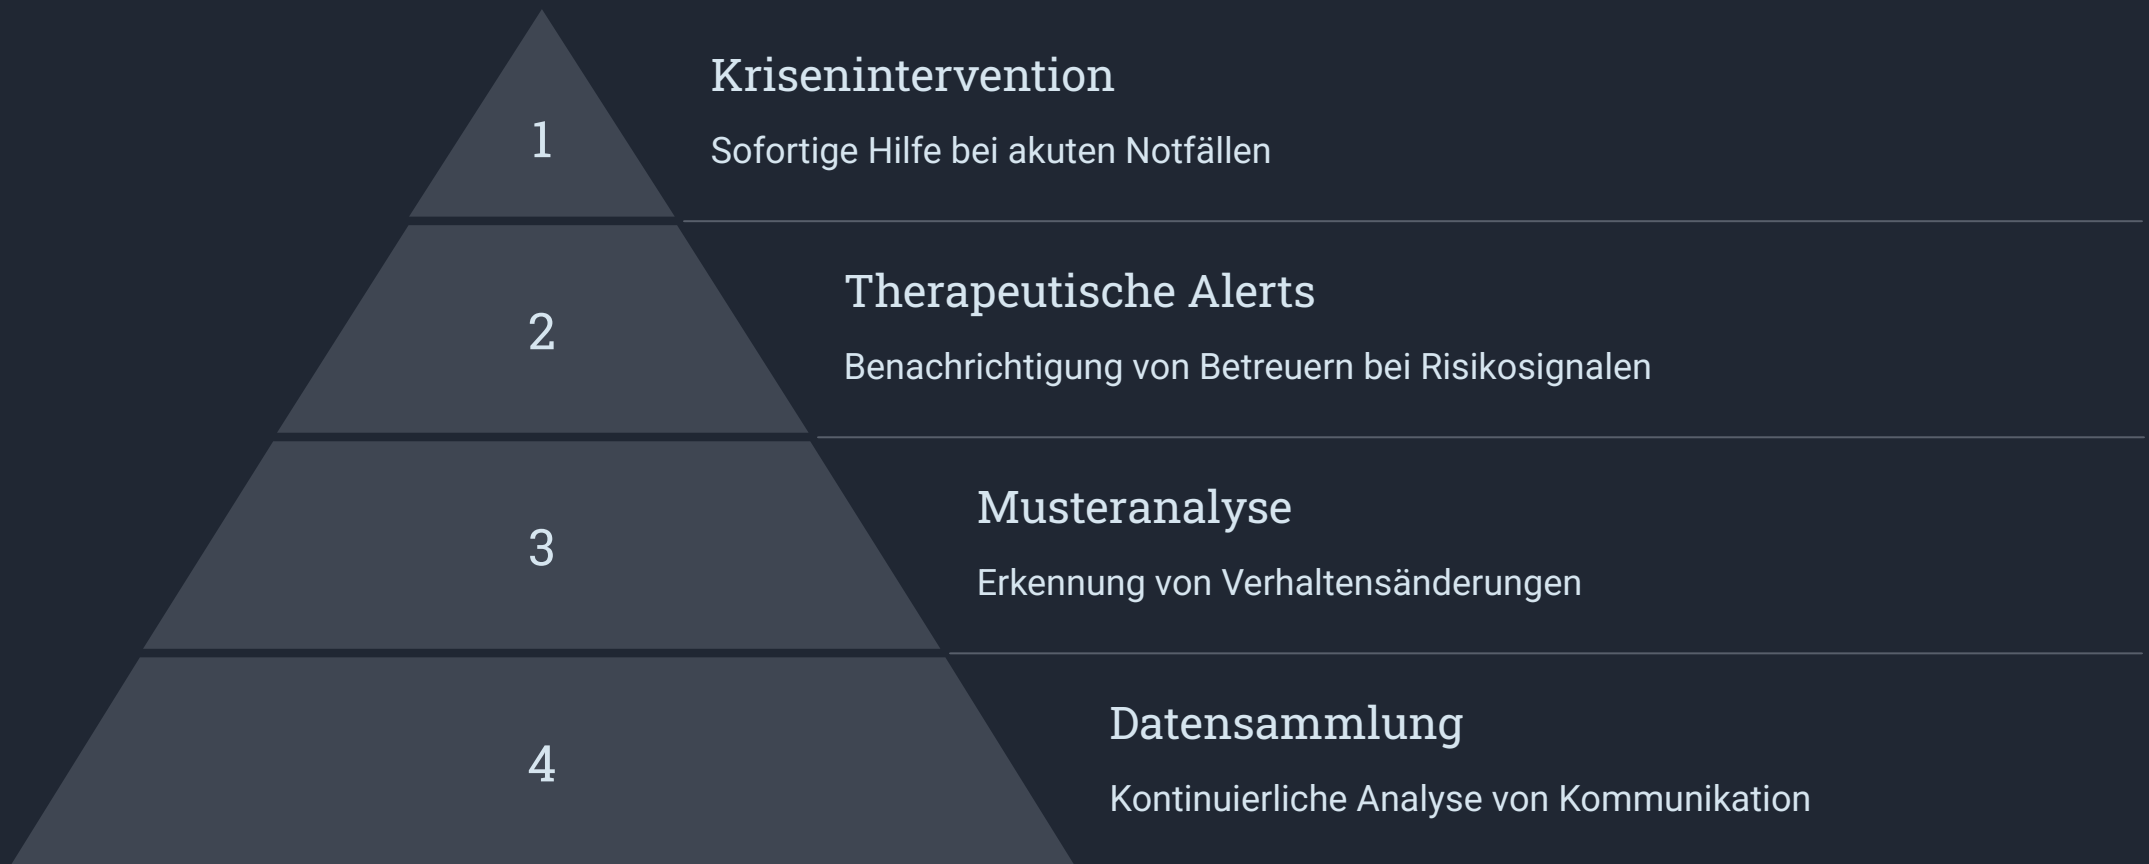 1
Krisenintervention
Sofortige Hilfe bei akuten Notfällen
2
Therapeutische Alerts
Benachrichtigung von Betreuern bei Risikosignalen
3
Musteranalyse
Erkennung von Verhaltensänderungen
4
Datensammlung
Kontinuierliche Analyse von Kommunikation